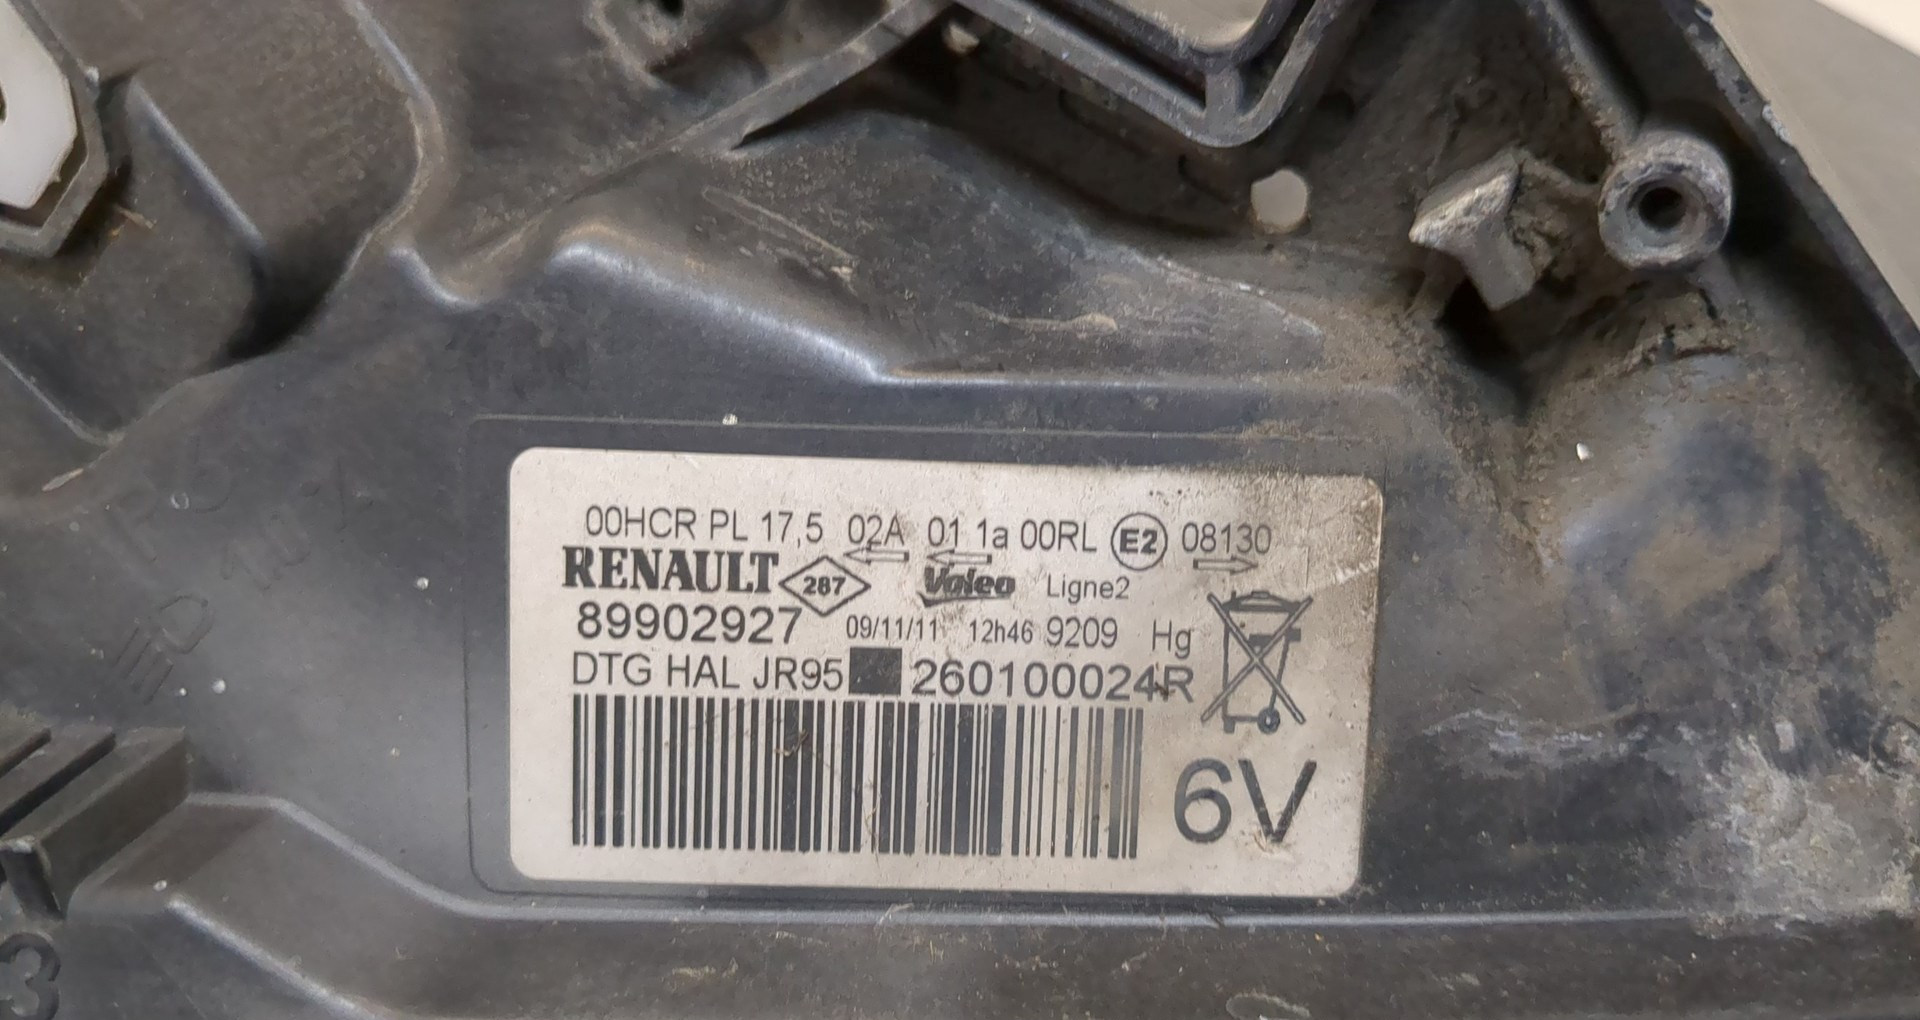 00HCR PL 17,5 02A 01 1a 00RL E2 08130
RENAULT 287 Valeo Ligne2
89902927 09/11/11 12h46 9209 Hg
DTG HAL JR95 260100024R
6V
3